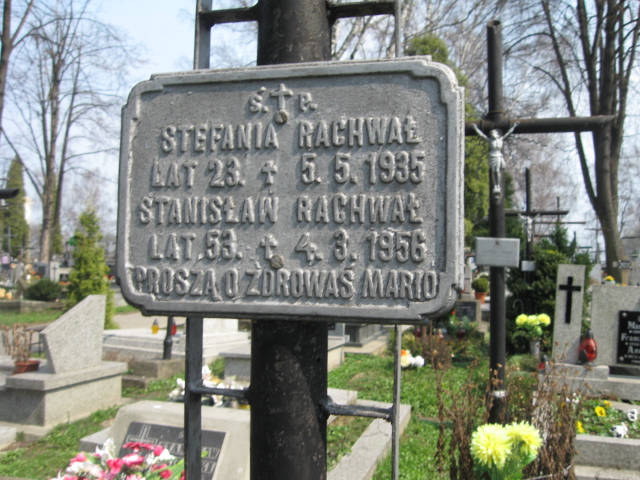 Ś. ✝ P.
STEFANIA RACHWAŁ
LAT 23. ✝ 5. 5. 1935
STANISŁAW RACHWAŁ
LAT. 53. ✝ 4. 3. 1956
PROSZĄ O ZDROWAŚ MARIO